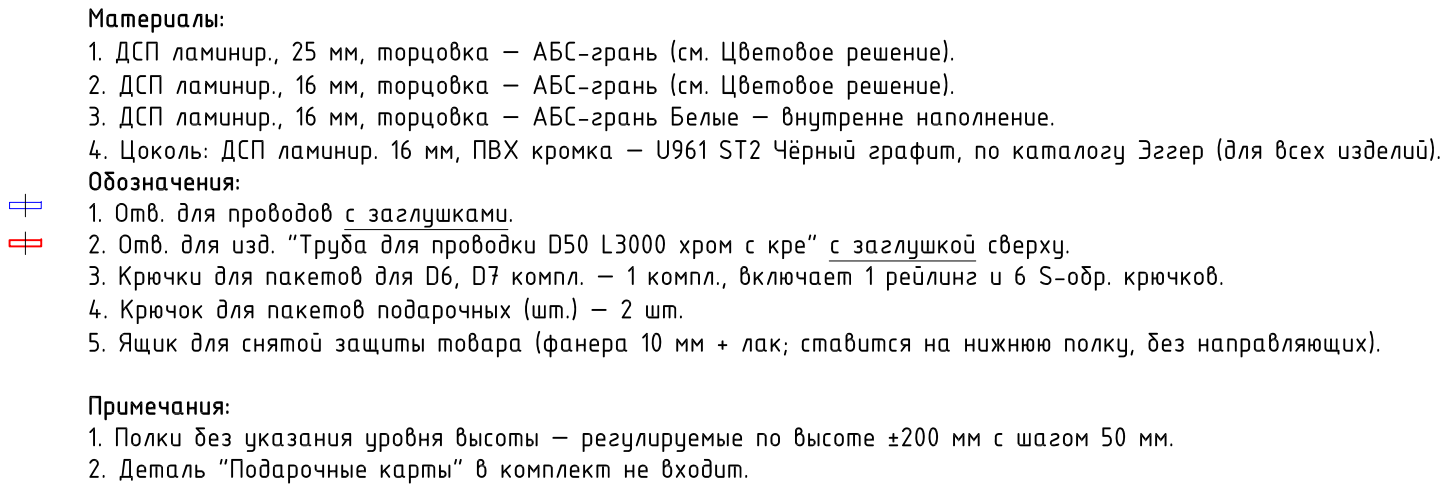 Материалы:
1. ДСП ламинир., 25 мм, торцовка – АБС-грань (см. Цветовое решение).
2. ДСП ламинир., 16 мм, торцовка – АБС-грань (см. Цветовое решение).
3. ДСП ламинир., 16 мм, торцовка – АБС-грань Белые – внутренне наполнение.
4. Цоколь: ДСП ламинир. 16 мм, ПВХ кромка – U961 ST2 Чёрный графит, по каталогу Эггер (для всех изделий).
Обозначения:
1. Отв. для проводов с заглушками.
2. Отв. для изд. "Труба для проводки D50 L3000 хром с кре" с заглушкой сверху.
3. Крючки для пакетов для D6, D7 компл. – 1 компл., включает 1 рейлинг и 6 S-обр. крючков.
4. Крючок для пакетов подарочных (шт.) – 2 шт.
5. Ящик для снятой защиты товара (фанера 10 мм + лак; ставится на нижнюю полку, без направляющих).
Примечания:
1. Полки без указания уровня высоты – регулируемые по высоте ±200 мм с шагом 50 мм.
2. Деталь "Подарочные карты" в комплект не входит.